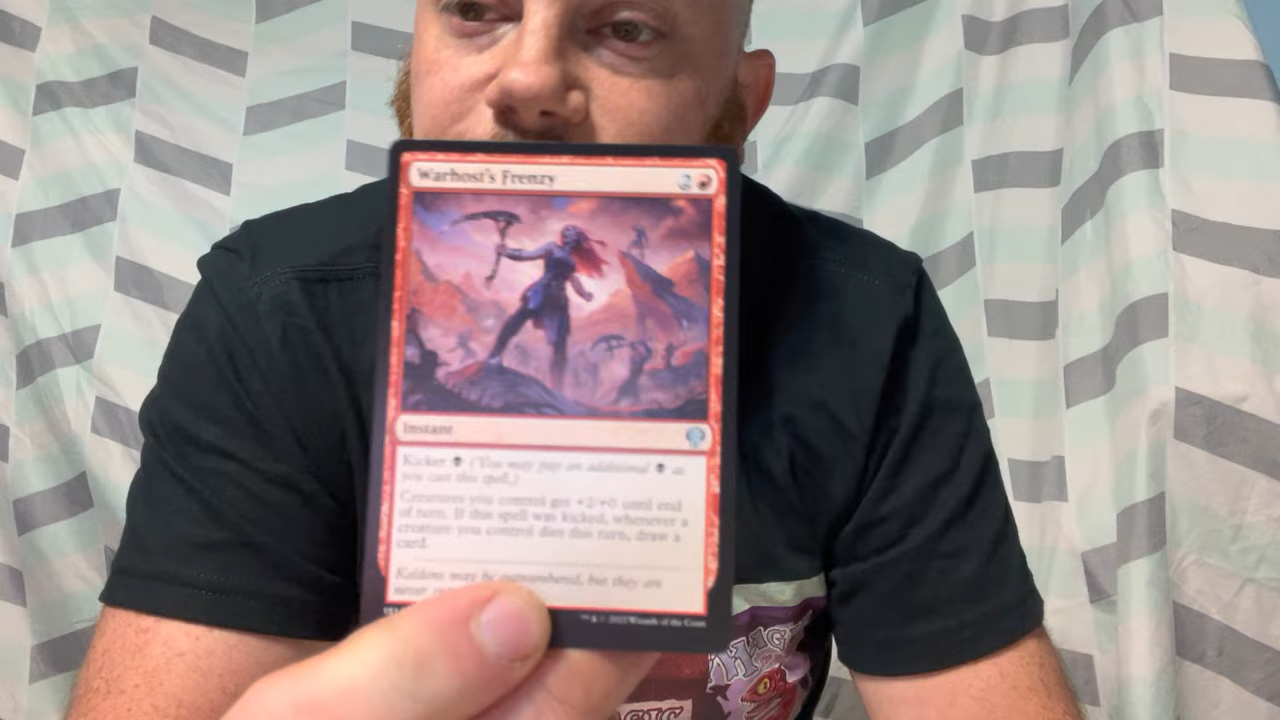 Warhost's Frenzy 2
Instant
Kicker (You may pay an additional as
you cast this spell.)
Creatures you control get +2/+0 until end
of turn. If this spell was kicked, whenever a
creature you control dies this turn, draw a
card.
Keldons may be outnumbered, but they are
never
™ & © 2022 Wizards of the Coast